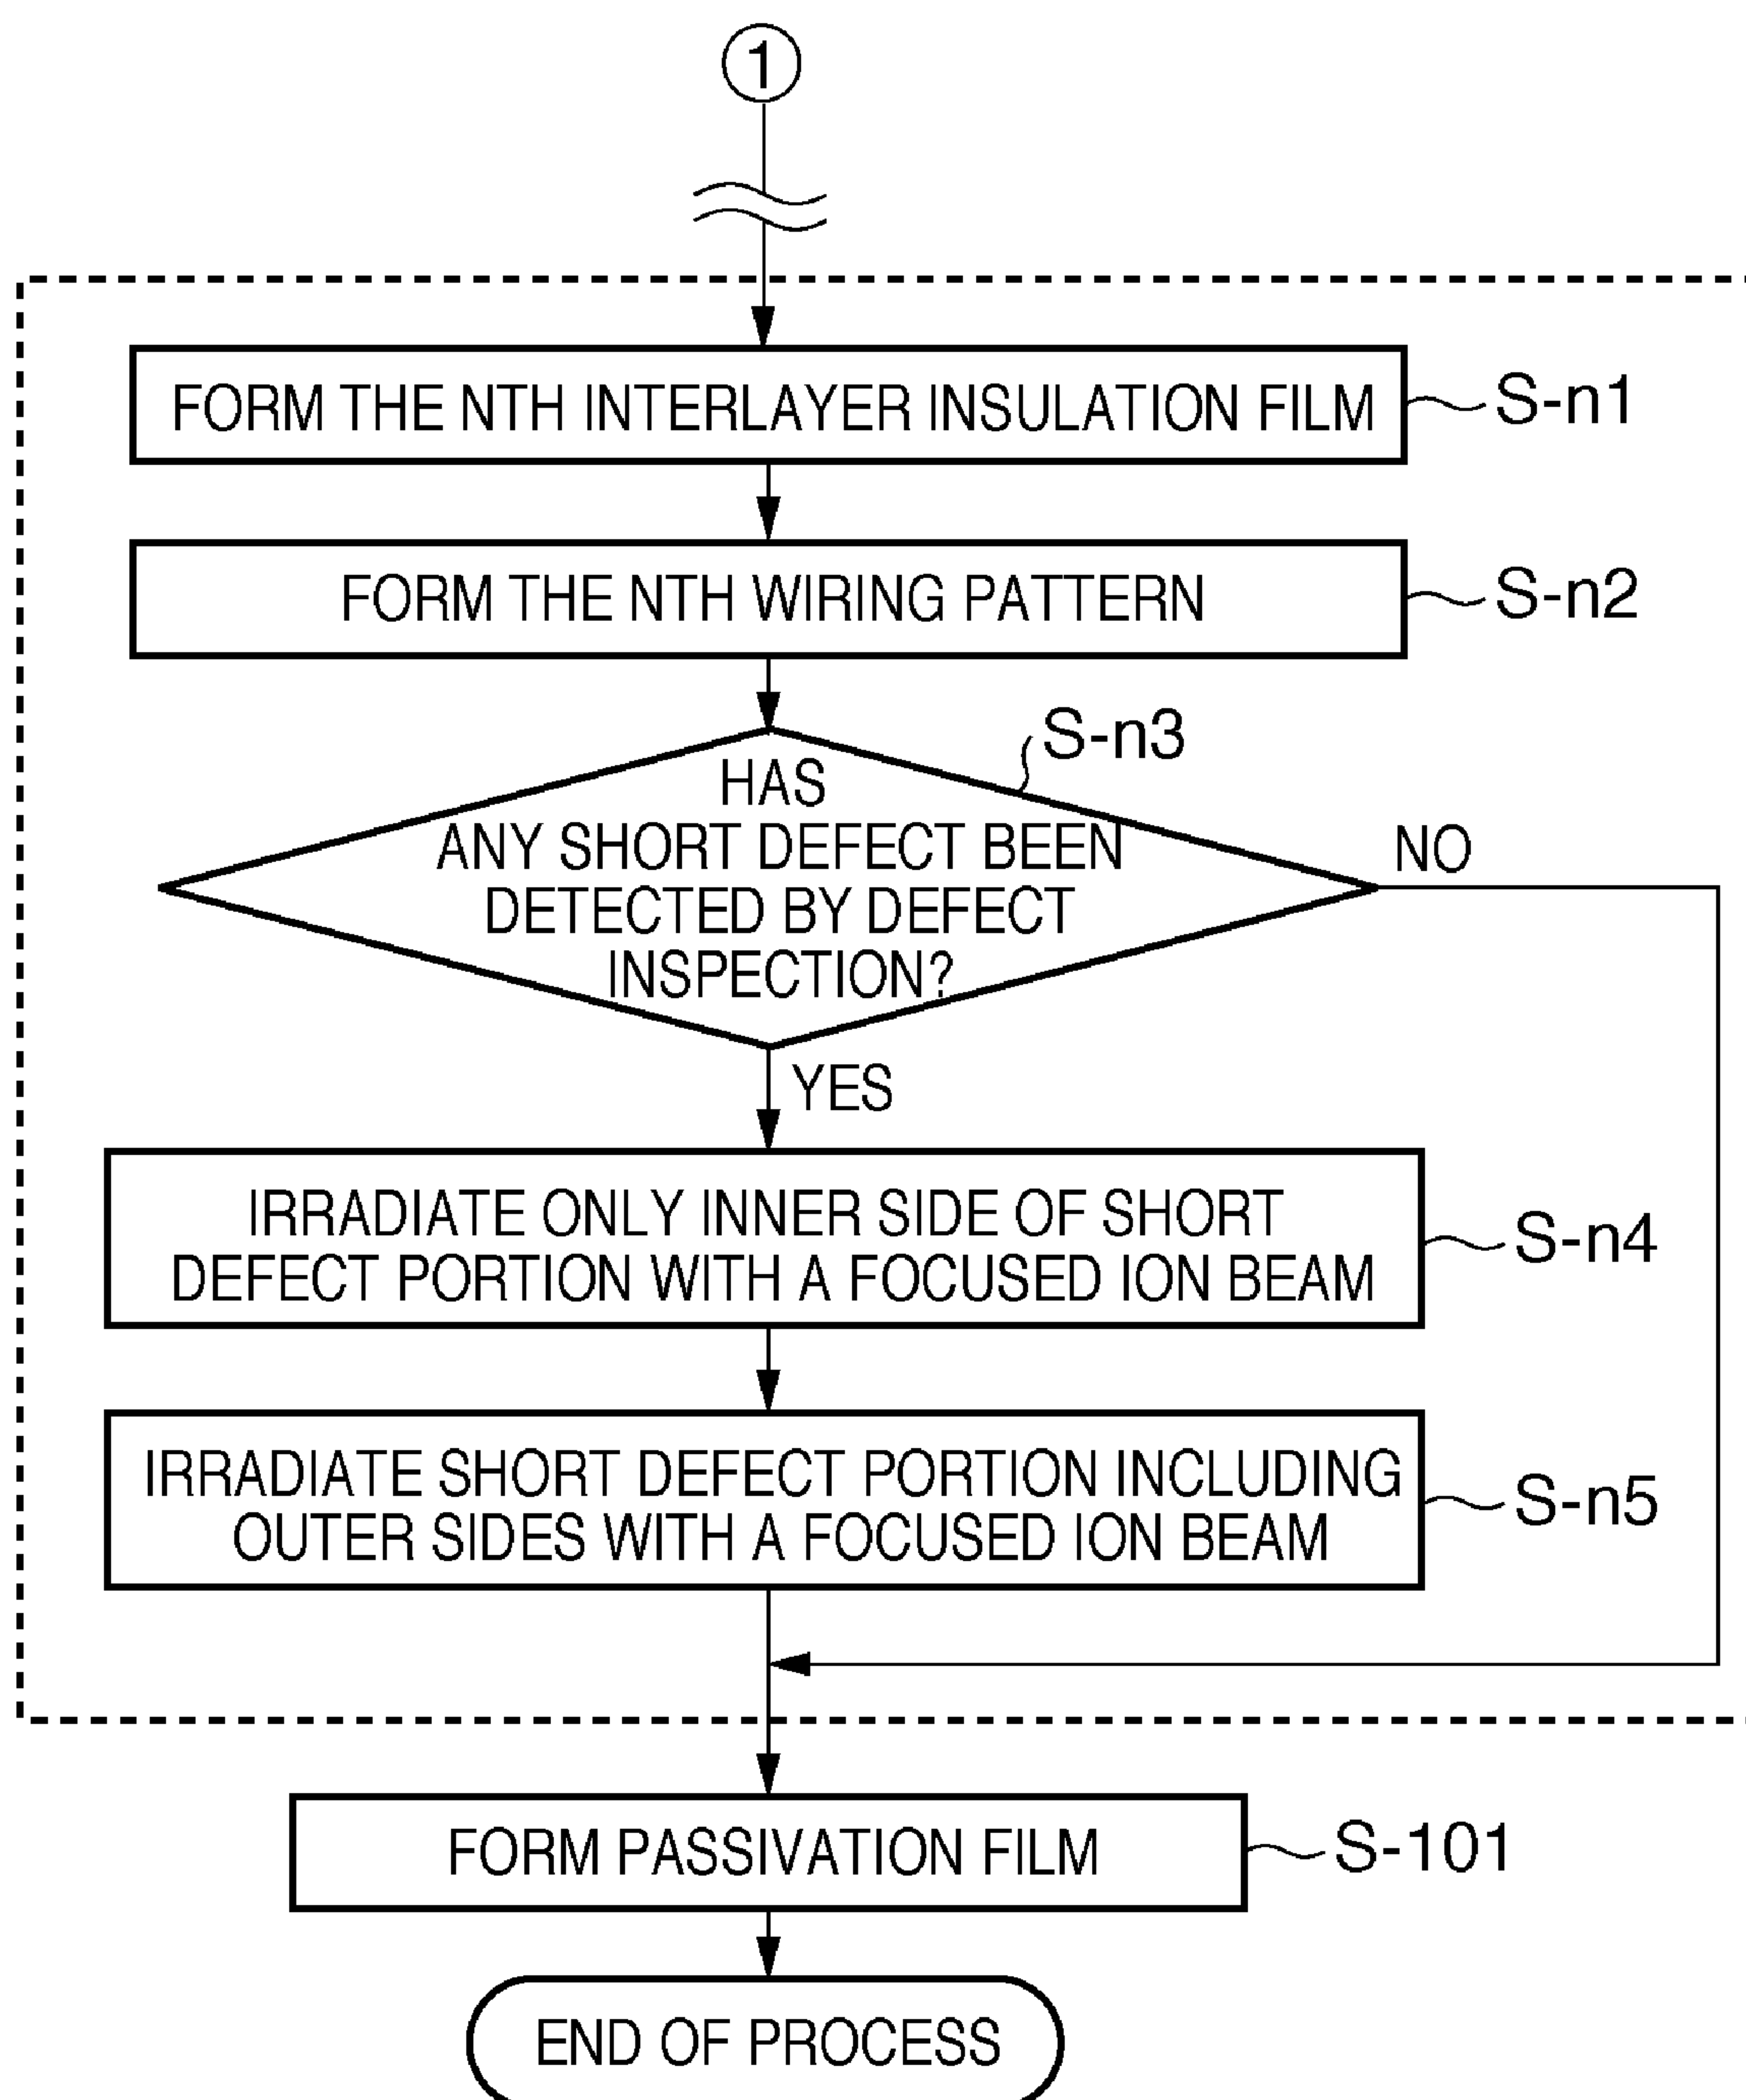 1
FORM THE NTH INTERLAYER INSULATION FILM
S-n1
FORM THE NTH WIRING PATTERN
S-n2
S-n3
HAS
ANY SHORT DEFECT BEEN
DETECTED BY DEFECT
INSPECTION?
NO
YES
IRRADIATE ONLY INNER SIDE OF SHORT
DEFECT PORTION WITH A FOCUSED ION BEAM
S-n4
IRRADIATE SHORT DEFECT PORTION INCLUDING
OUTER SIDES WITH A FOCUSED ION BEAM
S-n5
FORM PASSIVATION FILM
S-101
END OF PROCESS